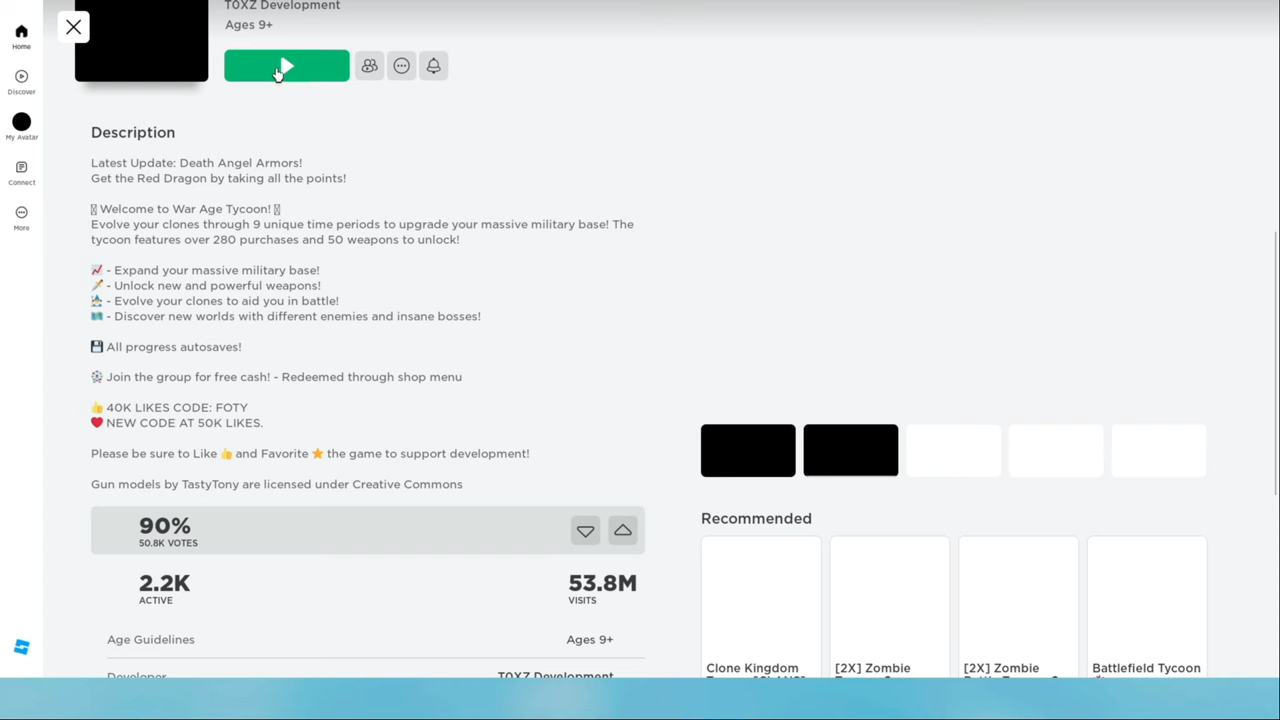 T0XZ Development
Ages 9+
Home
Discover
My Avatar
Connect
More
Description
Latest Update: Death Angel Armors!
Get the Red Dragon by taking all the points!
Welcome to War Age Tycoon!
Evolve your clones through 9 unique time periods to upgrade your massive military base! The
tycoon features over 280 purchases and 50 weapons to unlock!
📈 - Expand your massive military base!
🗡️ - Unlock new and powerful weapons!
🧙 - Evolve your clones to aid you in battle!
🗺️ - Discover new worlds with different enemies and insane bosses!
💾 All progress autosaves!
🎡 Join the group for free cash! - Redeemed through shop menu
👍 40K LIKES CODE: FOTY
❤️ NEW CODE AT 50K LIKES.
Please be sure to Like 👍 and Favorite ⭐ the game to support development!
Gun models by TastyTony are licensed under Creative Commons
90%
50.8K VOTES
2.2K
ACTIVE
53.8M
VISITS
Age Guidelines
Ages 9+
Developer
T0XZ Development
Recommended
Clone Kingdom
[2X] Zombie
[2X] Zombie
Battlefield Tycoon